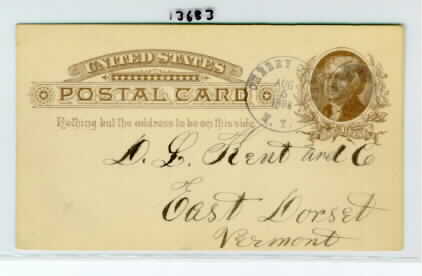 13683
UNITED STATES
POSTAL CARD
Nothing but the address to be on this side.
AUG
N. Y.
D. L. Kent and C
East Dorset
Vermont